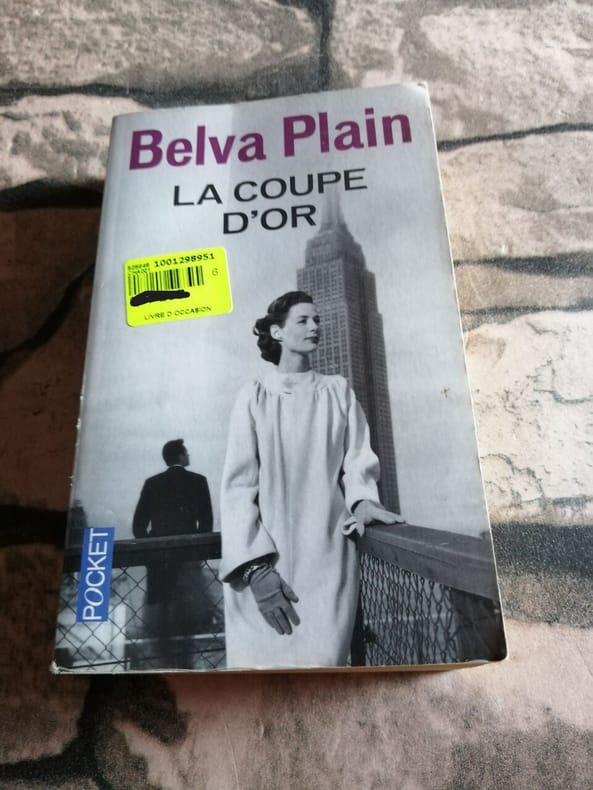 Belva Plain
LA COUPE
D'OR
1001298951
6
LIVRE D'OCCASION
POCKET